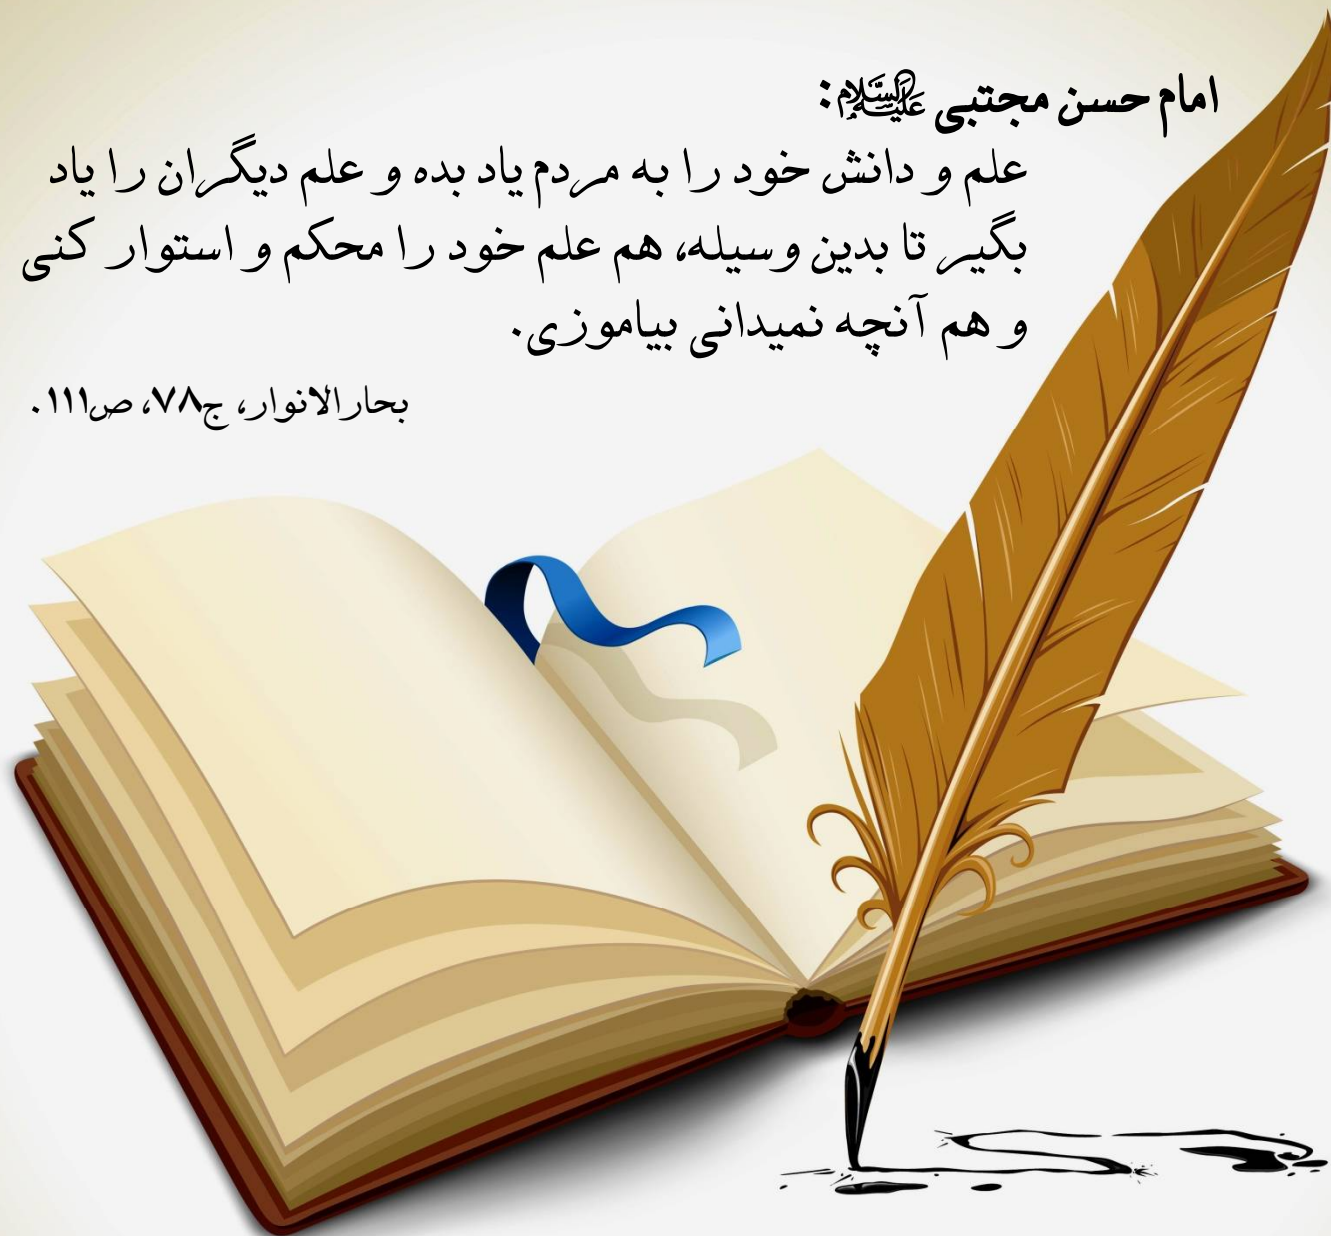 امام حسن مجتبی علیه‌السلام:
علم و دانش خود را به مردم یاد بده و علم دیگران را یاد
بگیر تا بدین وسیله، هم علم خود را محکم و استوار کنی
و هم آنچه نمیدانی بیاموزی.
بحارالانوار، ج۷۸، ص۱۱۱.